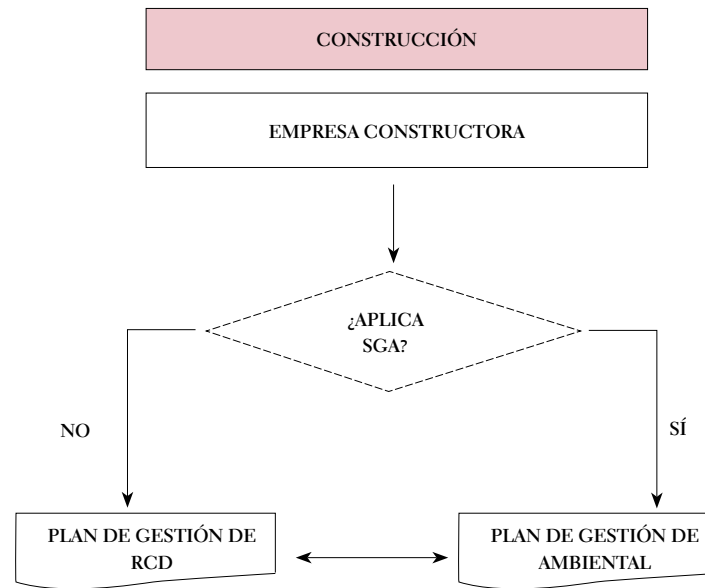 CONSTRUCCIÓN
EMPRESA CONSTRUCTORA
¿APLICA
SGA?
NO
SÍ
PLAN DE GESTIÓN DE
RCD
PLAN DE GESTIÓN DE
AMBIENTAL